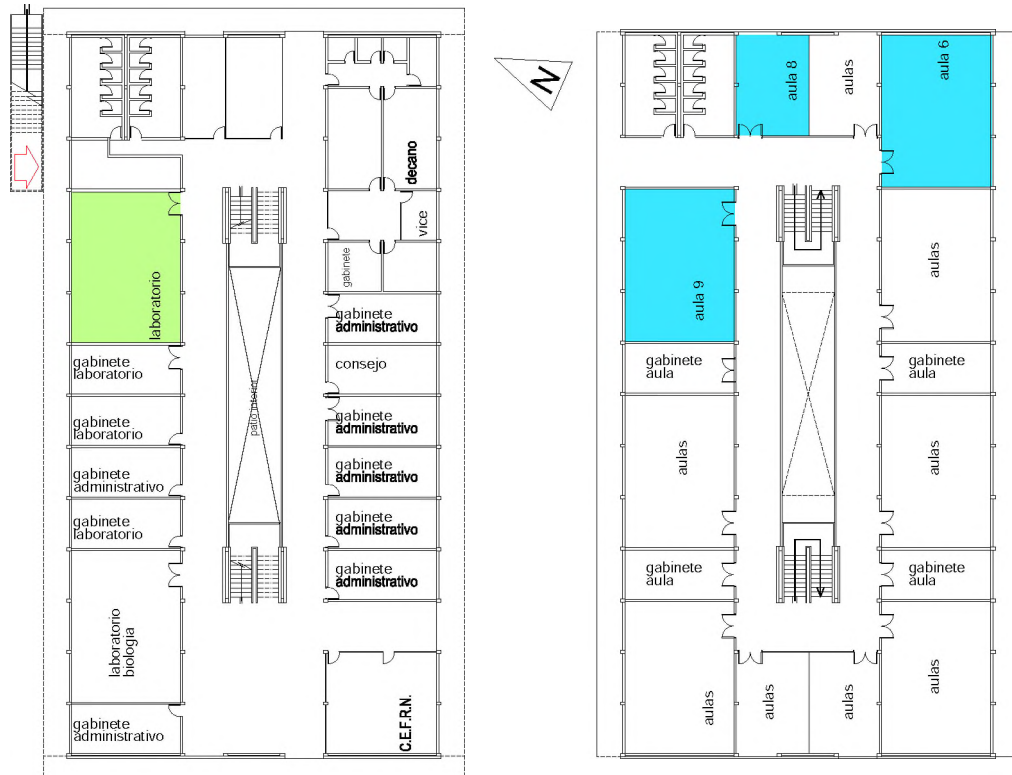 decano
vice
gabinete
laboratorio
gabinete
administrativo
gabinete
laboratorio
consejo
gabinete
laboratorio
patio interno
gabinete
administrativo
gabinete
administrativo
gabinete
administrativo
gabinete
laboratorio
gabinete
administrativo
gabinete
administrativo
laboratorio
biologia
gabinete
administrativo
C.E.F.R.N.
N
aula 8
aulas
aula 6
aula 9
aulas
gabinete
aula
gabinete
aula
aulas
aulas
gabinete
aula
gabinete
aula
aulas
aulas
aulas
aulas